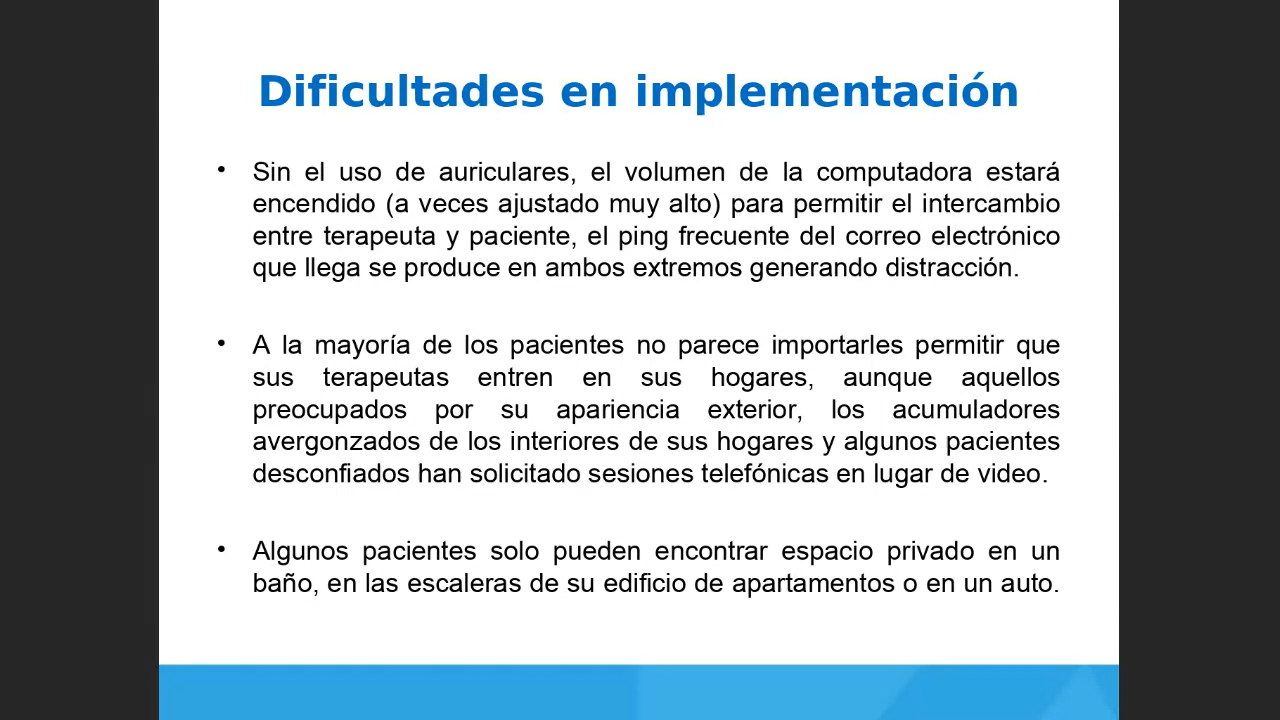 Dificultades en implementación
• Sin el uso de auriculares, el volumen de la computadora estará
encendido (a veces ajustado muy alto) para permitir el intercambio
entre terapeuta y paciente, el ping frecuente del correo electrónico
que llega se produce en ambos extremos generando distracción.
• A la mayoría de los pacientes no parece importarles permitir que
sus terapeutas entren en sus hogares, aunque aquellos
preocupados por su apariencia exterior, los acumuladores
avergonzados de los interiores de sus hogares y algunos pacientes
desconfiados han solicitado sesiones telefónicas en lugar de video.
• Algunos pacientes solo pueden encontrar espacio privado en un
baño, en las escaleras de su edificio de apartamentos o en un auto.